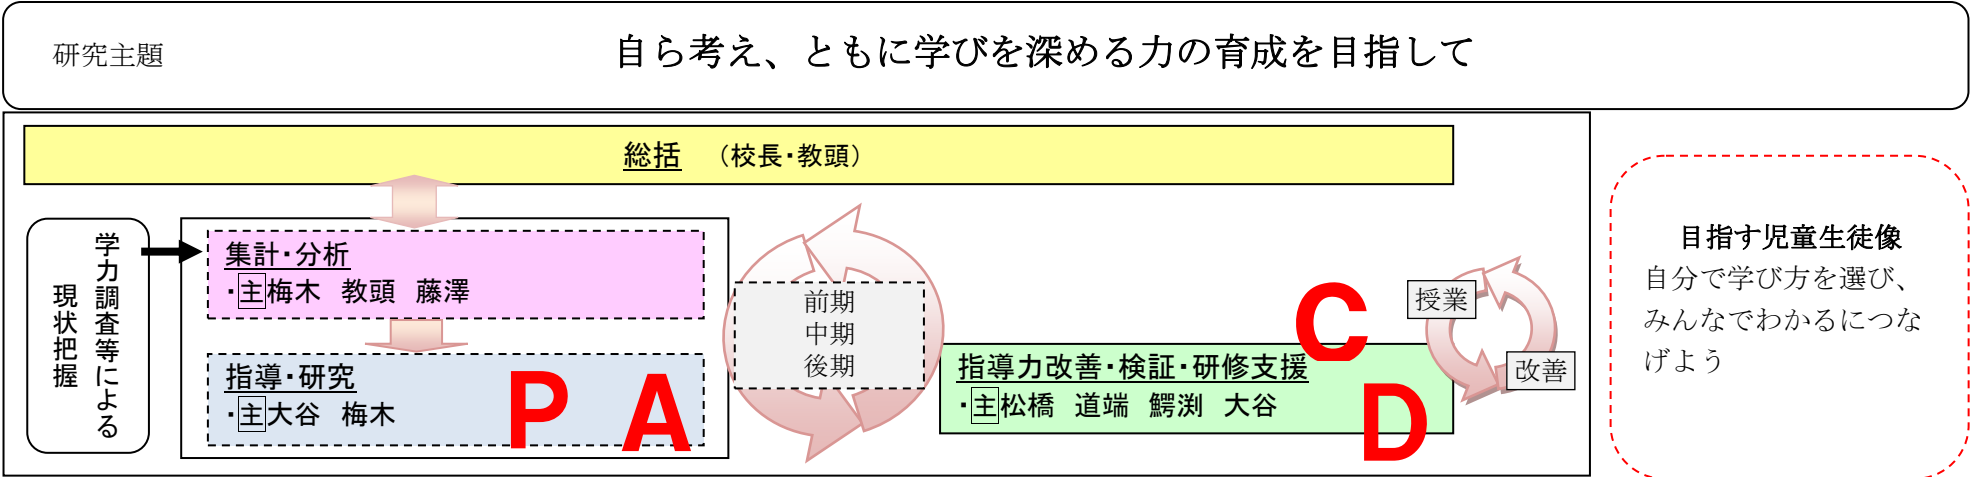 研究主題
自ら考え、ともに学びを深める力の育成を目指して
総括　（校長・教頭）
学力調査等による
現状把握
集計・分析
・主梅木　教頭　藤澤
指導・研究
・主大谷　梅木
P A
前期
中期
後期
C
指導力改善・検証・研修支援
・主松橋　道端　鰐渕　大谷
D
授業
改善
目指す児童生徒像
自分で学び方を選び、
みんなでわかるにつな
げよう